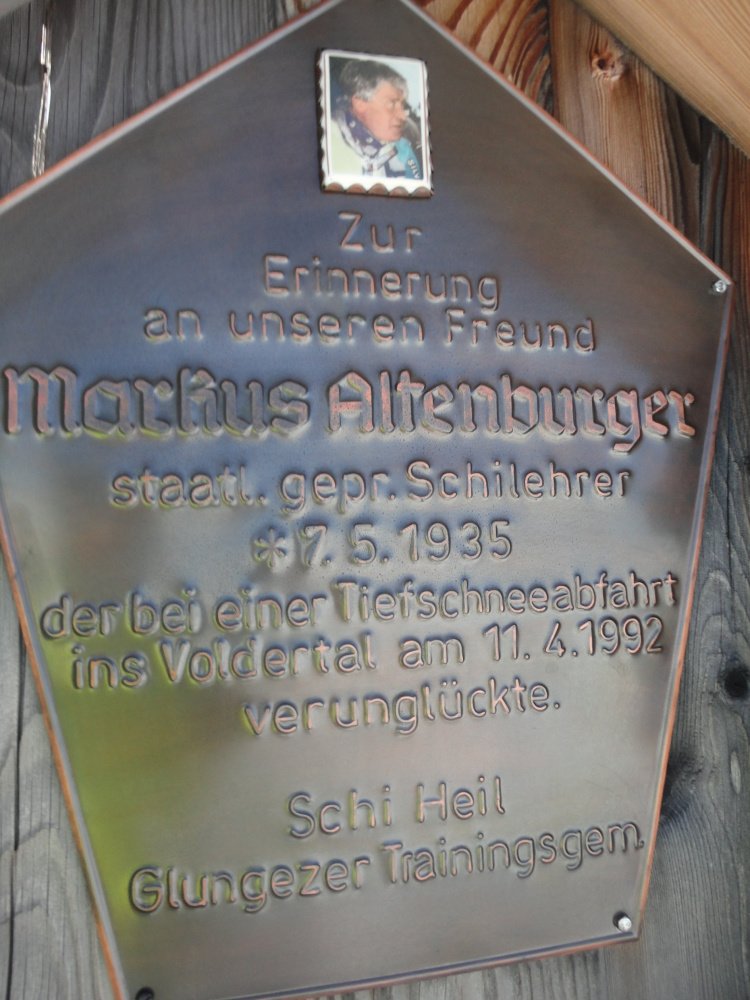 Zur
Erinnerung
an unseren Freund
Markus Altenburger
staatl. gepr. Schilehrer
* 7. 5. 1935
der bei einer Tiefschneeabfahrt
ins Voldertal am 11. 4. 1992
verunglückte.
Schi Heil
Glungezer Trainingsgem.